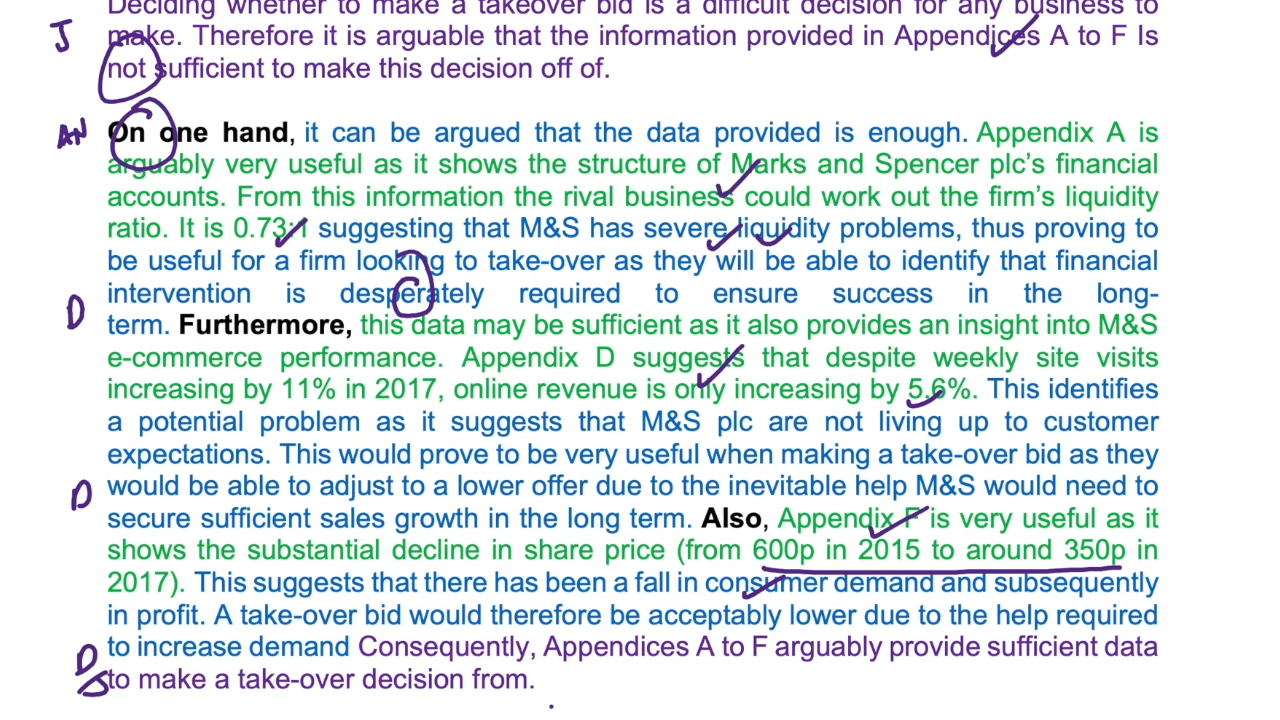 Deciding whether to make a takeover bid is a difficult decision for any business to
J make. Therefore it is arguable that the information provided in Appendices A to F Is
not sufficient to make this decision off of.
AN On one hand, it can be argued that the data provided is enough. Appendix A is
arguably very useful as it shows the structure of Marks and Spencer plc's financial
accounts. From this information the rival business could work out the firm's liquidity
ratio. It is 0.73:1 suggesting that M&S has severe liquidity problems, thus proving to
be useful for a firm looking to take-over as they will be able to identify that financial
D intervention is desperately required to ensure success in the long-
term. Furthermore, this data may be sufficient as it also provides an insight into M&S
e-commerce performance. Appendix D suggests that despite weekly site visits
increasing by 11% in 2017, online revenue is only increasing by 5.6%. This identifies
a potential problem as it suggests that M&S plc are not living up to customer
expectations. This would prove to be very useful when making a take-over bid as they
D would be able to adjust to a lower offer due to the inevitable help M&S would need to
secure sufficient sales growth in the long term. Also, Appendix F is very useful as it
shows the substantial decline in share price (from 600p in 2015 to around 350p in
2017). This suggests that there has been a fall in consumer demand and subsequently
in profit. A take-over bid would therefore be acceptably lower due to the help required
D/J to increase demand Consequently, Appendices A to F arguably provide sufficient data
to make a take-over decision from.